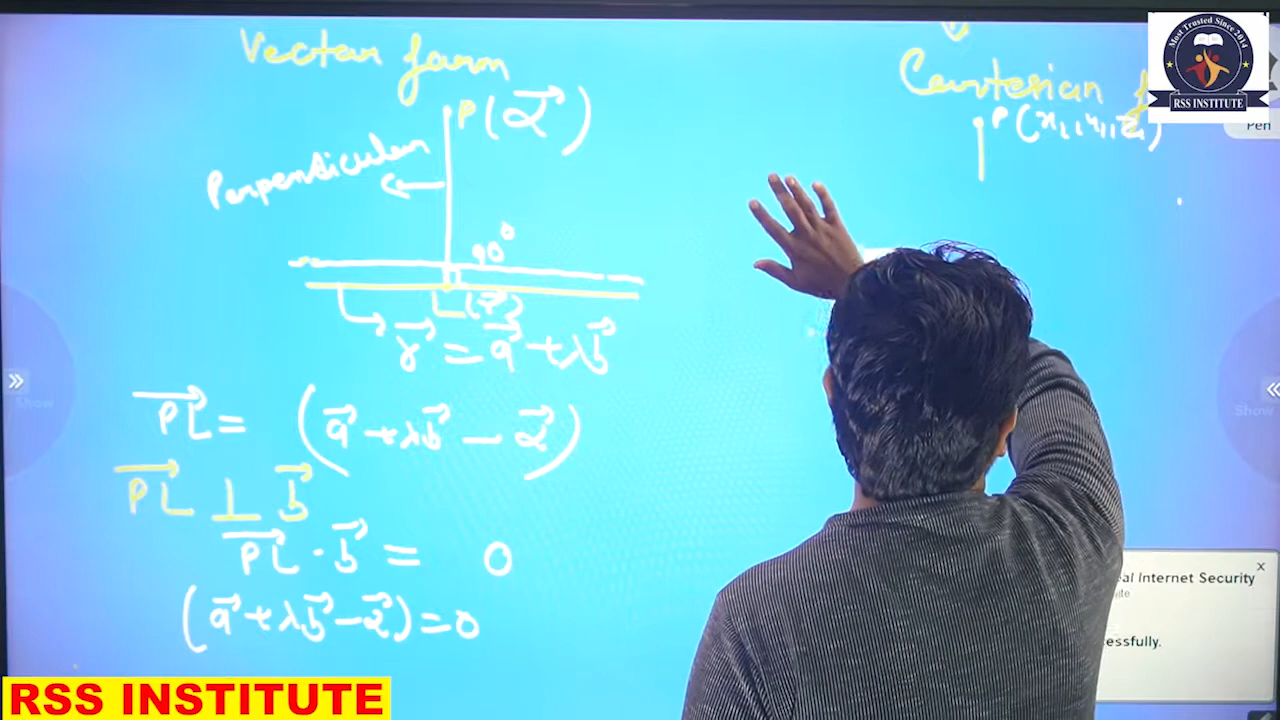 Vector form
P(α⃗)
Perpendicular
90°
L(r⃗)
r⃗ = a⃗ + λb⃗
PL⃗ = (a⃗ + λb⃗ - α⃗)
PL⃗ ⊥ b⃗
PL⃗ · b⃗ = 0
(a⃗ + λb⃗ - α⃗) = 0
Cartesian f
P(x₁, y₁, z₁)
Most Trusted Since 2014
RSS INSTITUTE
Pen
Show
Show
al Internet Security
x
essfully.
RSS INSTITUTE